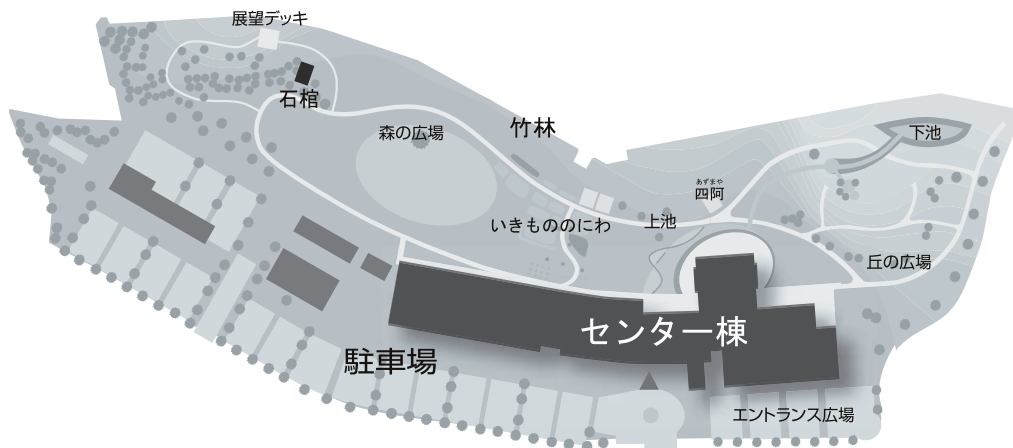 展望デッキ
石棺
森の広場
竹林
下池
あずまや
四阿
いきもののにわ
上池
丘の広場
センター棟
駐車場
エントランス広場